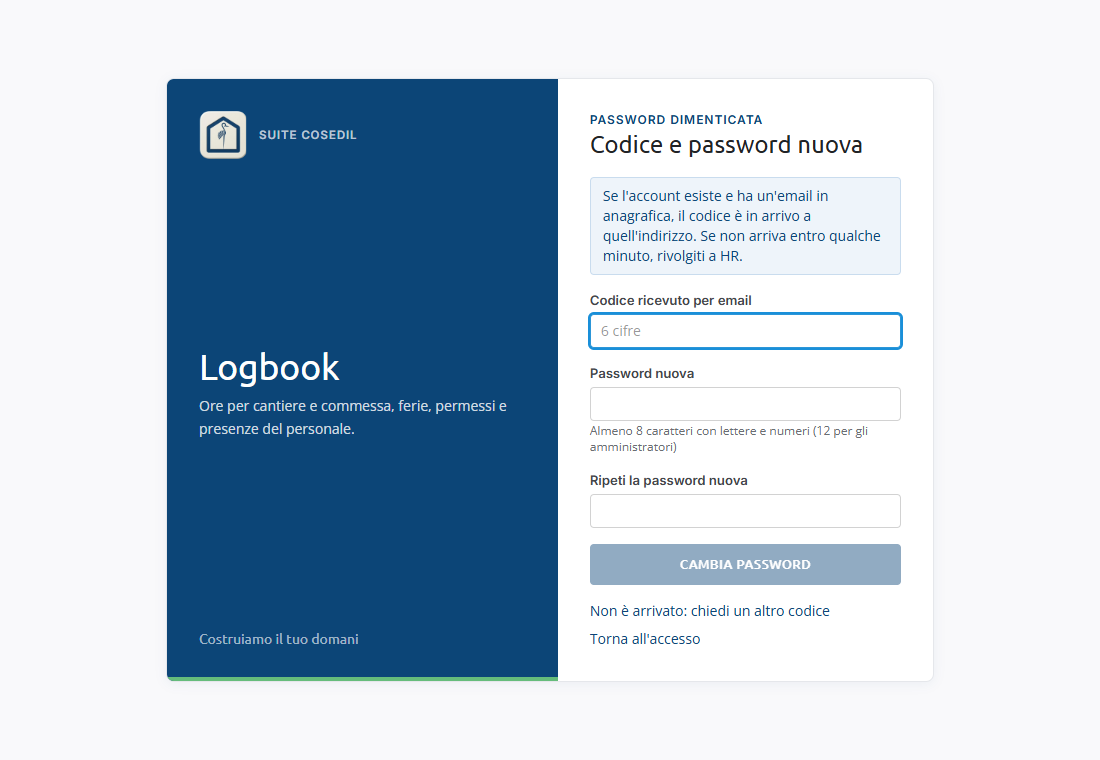 SUITE COSEDIL
Logbook
Ore per cantiere e commessa, ferie, permessi e
presenze del personale.
Costruiamo il tuo domani
PASSWORD DIMENTICATA
Codice e password nuova
Se l'account esiste e ha un'email in
anagrafica, il codice è in arrivo a
quell'indirizzo. Se non arriva entro qualche
minuto, rivolgiti a HR.
Codice ricevuto per email
6 cifre
Password nuova
Almeno 8 caratteri con lettere e numeri (12 per gli
amministratori)
Ripeti la password nuova
CAMBIA PASSWORD
Non è arrivato: chiedi un altro codice
Torna all'accesso